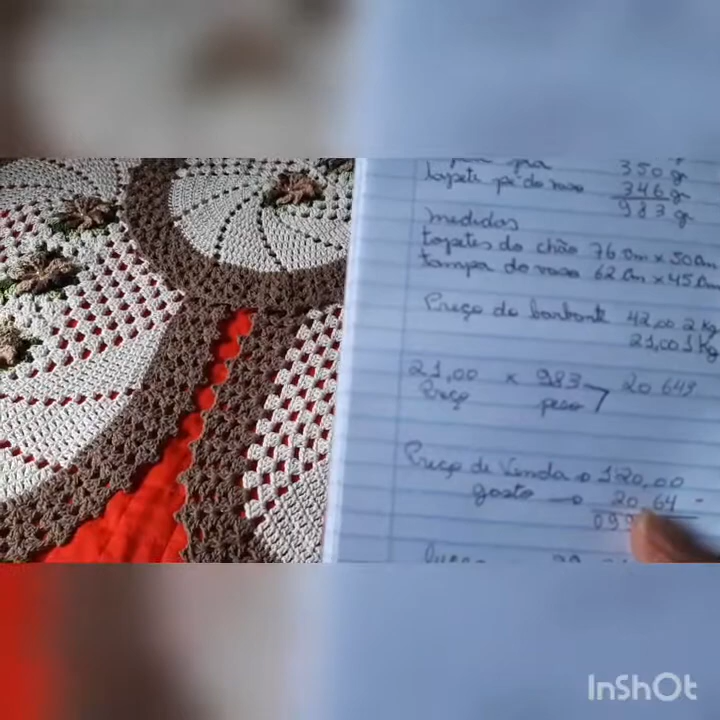 350 gr
tapete pé do vaso 346 gr
983 gr
medidas
tapetes do chão 76 Cm x 50 Cm
tampa do vaso 62 Cm x 45 Cm
Preço do barbante 42,00 2 Kg
21,00 1 Kg
21,00 x 983 20 649
Preço peso
Preço de Venda 120,00
gasto 20 64 -
099
InShOt